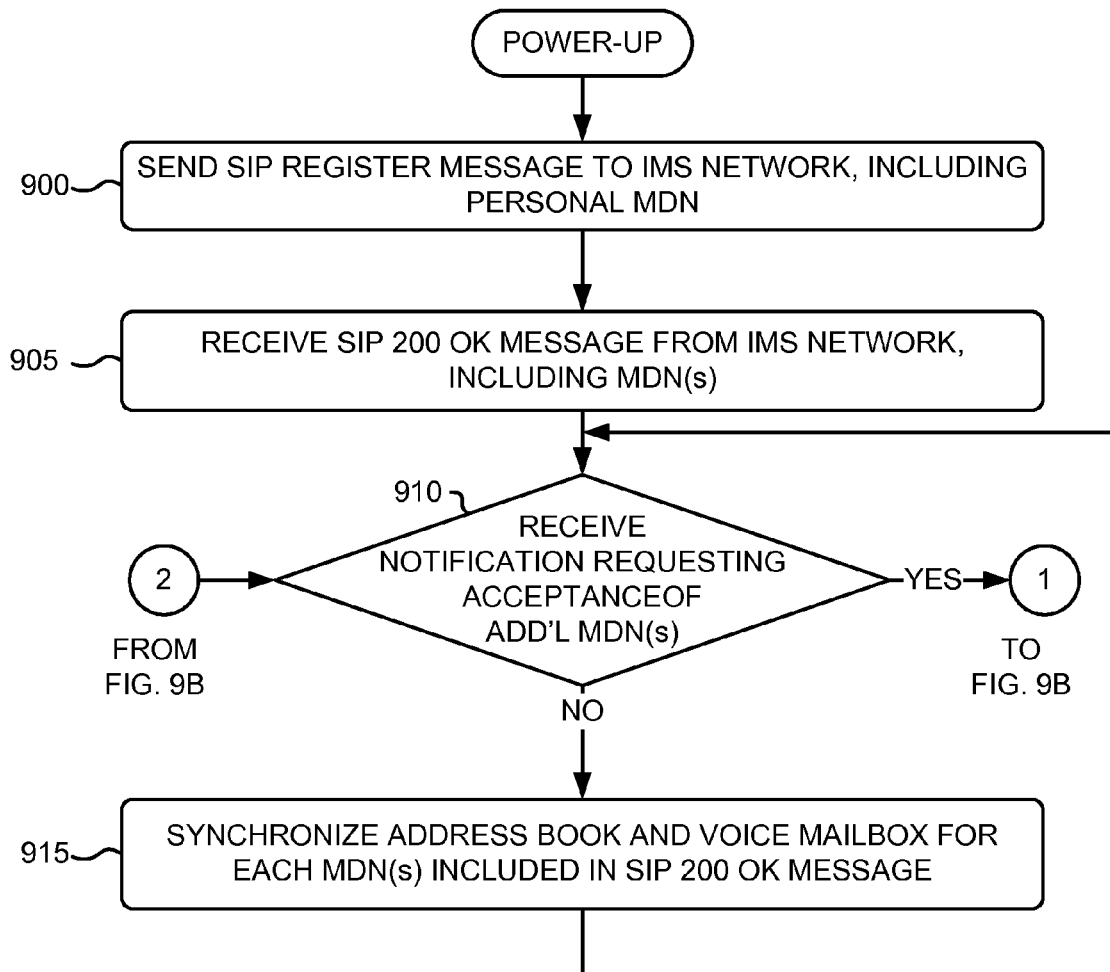 POWER-UP
900
SEND SIP REGISTER MESSAGE TO IMS NETWORK, INCLUDING
PERSONAL MDN
905
RECEIVE SIP 200 OK MESSAGE FROM IMS NETWORK,
INCLUDING MDN(s)
910
RECEIVE
NOTIFICATION REQUESTING
ACCEPTANCEOF
ADD'L MDN(s)
2
FROM
FIG. 9B
YES
1
TO
FIG. 9B
NO
915
SYNCHRONIZE ADDRESS BOOK AND VOICE MAILBOX FOR
EACH MDN(s) INCLUDED IN SIP 200 OK MESSAGE